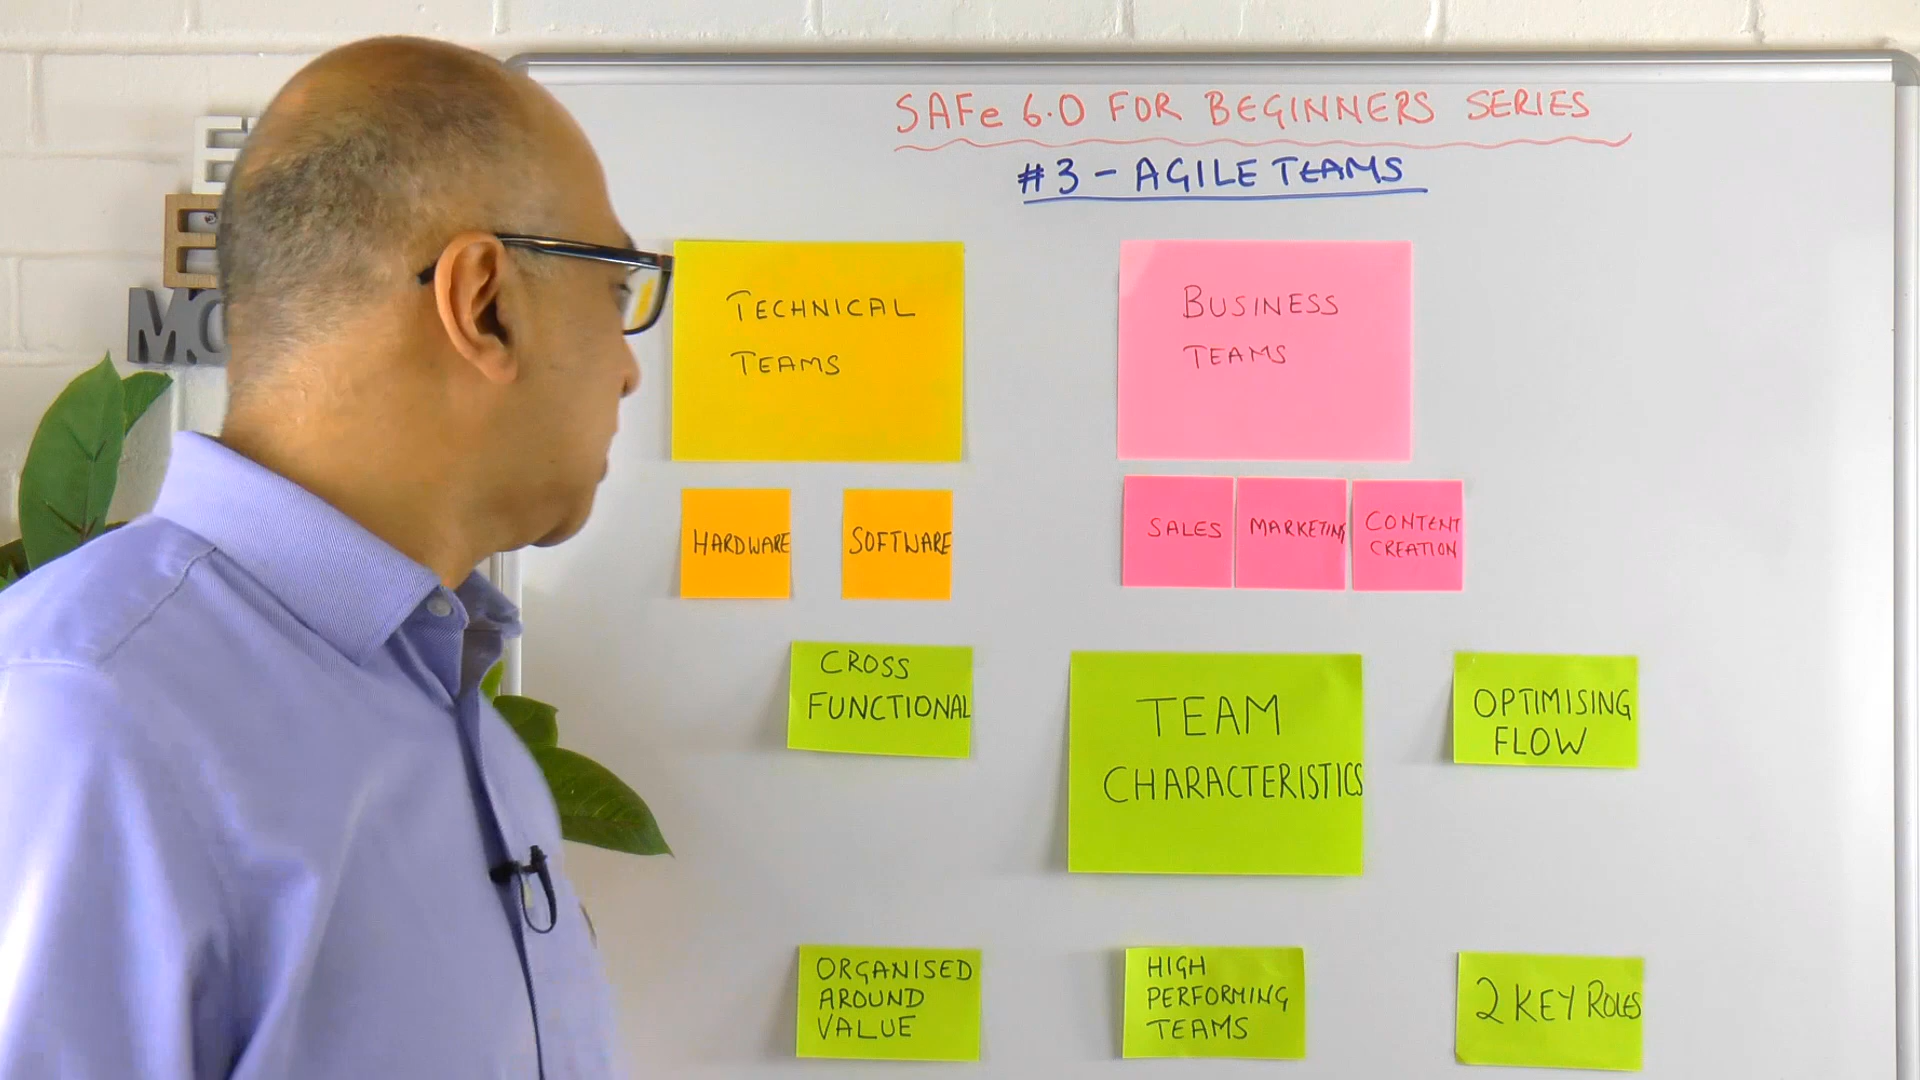 SAFe 6.0 FOR BEGINNERS SERIES
#3 - AGILE TEAMS
TECHNICAL
TEAMS
BUSINESS
TEAMS
HARDWARE
SOFTWARE
SALES
MARKETING
CONTENT
CREATION
CROSS
FUNCTIONAL
TEAM
CHARACTERISTICS
OPTIMISING
FLOW
ORGANISED
AROUND
VALUE
HIGH
PERFORMING
TEAMS
2 KEY ROLES